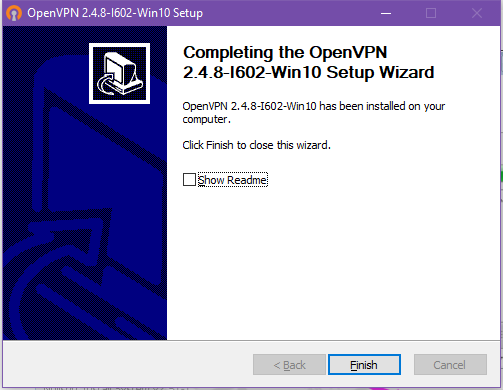 OpenVPN 2.4.8-I602-Win10 Setup
Completing the OpenVPN
2.4.8-I602-Win10 Setup Wizard
OpenVPN 2.4.8-I602-Win10 has been installed on your
computer.
Click Finish to close this wizard.
Show Readme
< Back
Finish
Cancel